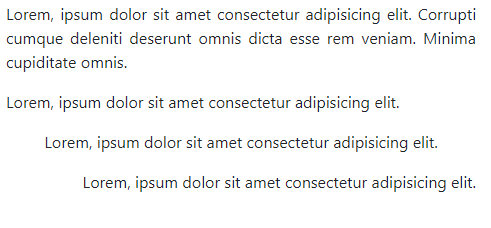 Lorem, ipsum dolor sit amet consectetur adipisicing elit. Corrupti
cumque deleniti deserunt omnis dicta esse rem veniam. Minima
cupiditate omnis.
Lorem, ipsum dolor sit amet consectetur adipisicing elit.
Lorem, ipsum dolor sit amet consectetur adipisicing elit.
Lorem, ipsum dolor sit amet consectetur adipisicing elit.